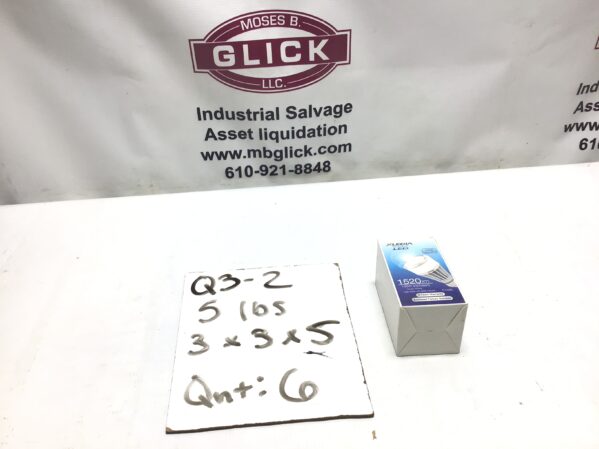 MOSES B.
GLICK
LLC.
Industrial Salvage
Asset liquidation
www.mbglick.com
610-921-8848
Q3-2
5 lbs
3 x 3 x 5
Qnt: 6
LED
1520